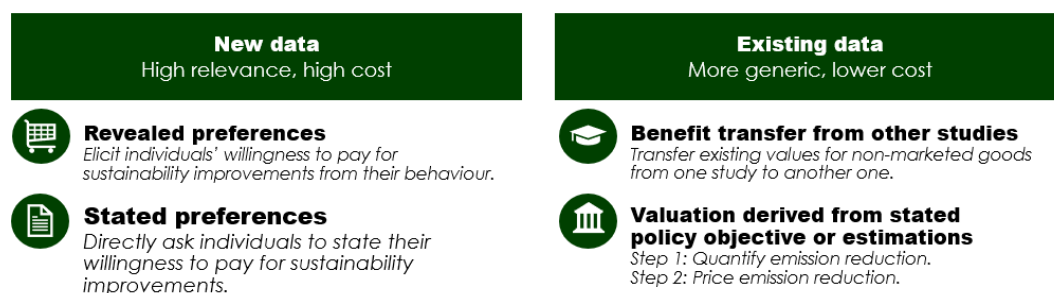 New data
High relevance, high cost
Revealed preferences
Elicit individuals' willingness to pay for
sustainability improvements from their behaviour.
Stated preferences
Directly ask individuals to state their
willingness to pay for sustainability
improvements.
Existing data
More generic, lower cost
Benefit transfer from other studies
Transfer existing values for non-marketed goods
from one study to another one.
Valuation derived from stated
policy objective or estimations
Step 1: Quantify emission reduction.
Step 2: Price emission reduction.